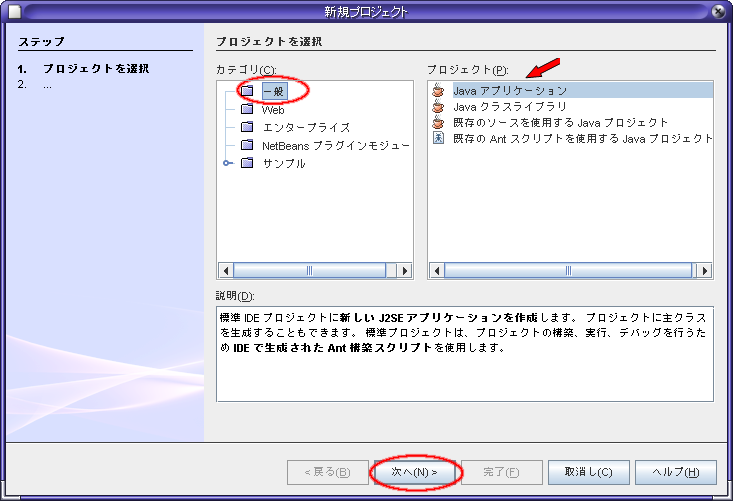 新規プロジェクト
ステップ
1. プロジェクトを選択
2. ...
プロジェクトを選択
カテゴリ(C):
一般
Web
エンタープライズ
NetBeans プラグインモジュー
サンプル
プロジェクト(P):
Java アプリケーション
Java クラスライブラリ
既存のソースを使用する Java プロジェクト
既存の Ant スクリプトを使用する Java プロジェクト
説明(D):
標準 IDE プロジェクトに新しい J2SE アプリケーションを作成します。 プロジェクトに主クラス
を生成することもできます。 標準プロジェクトは、プロジェクトの構築、実行、デバッグを行うた
め IDE で生成された Ant 構築スクリプトを使用します。
< 戻る(B)
次へ(N) >
完了(F)
取消し(C)
ヘルプ(H)